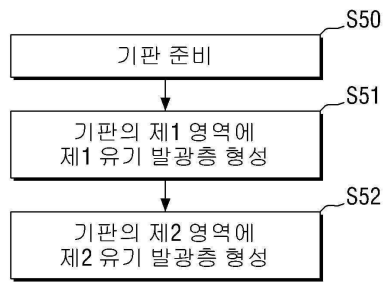 S50
기판 준비
S51
기판의 제1 영역에
제1 유기 발광층 형성
S52
기판의 제2 영역에
제2 유기 발광층 형성